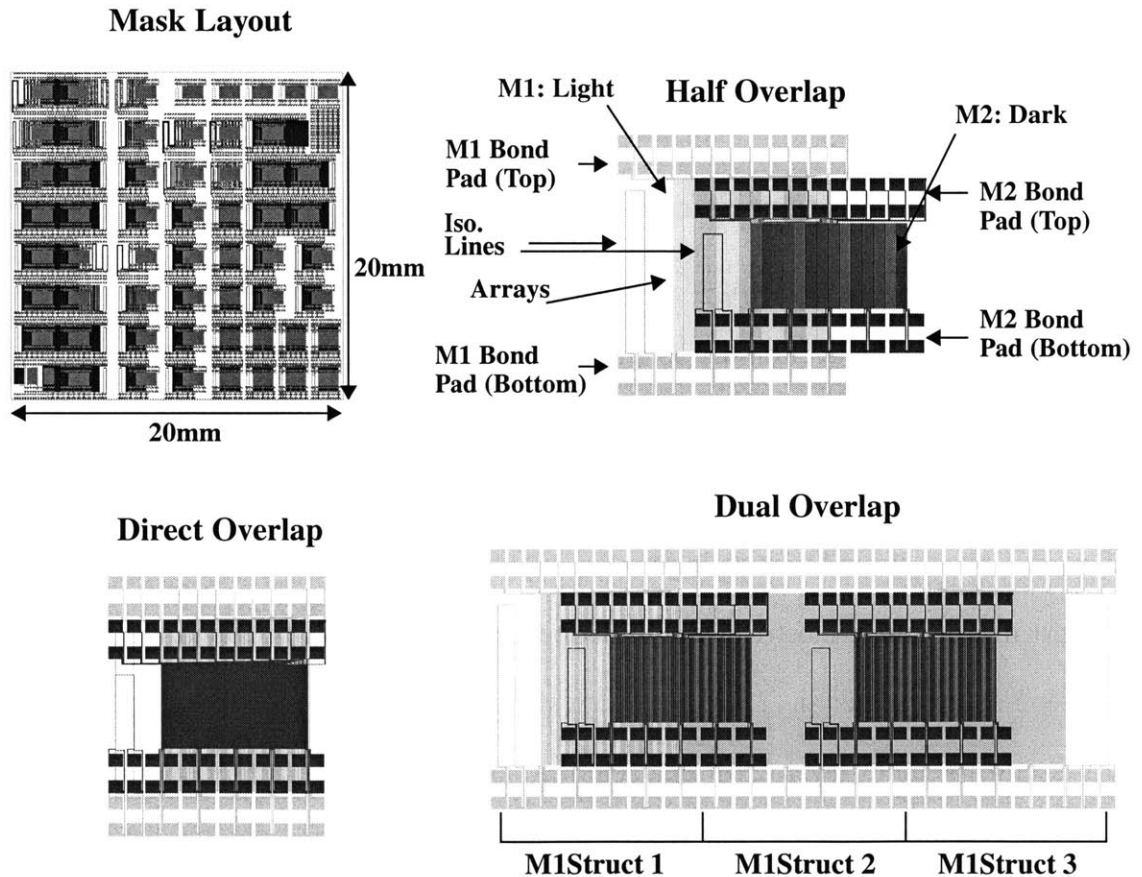 Mask Layout
20mm
20mm
Half Overlap
M1: Light
M2: Dark
M1 Bond
Pad (Top)
Iso.
Lines
Arrays
M1 Bond
Pad (Bottom)
M2 Bond
Pad (Top)
M2 Bond
Pad (Bottom)
Direct Overlap
Dual Overlap
M1Struct 1
M1Struct 2
M1Struct 3